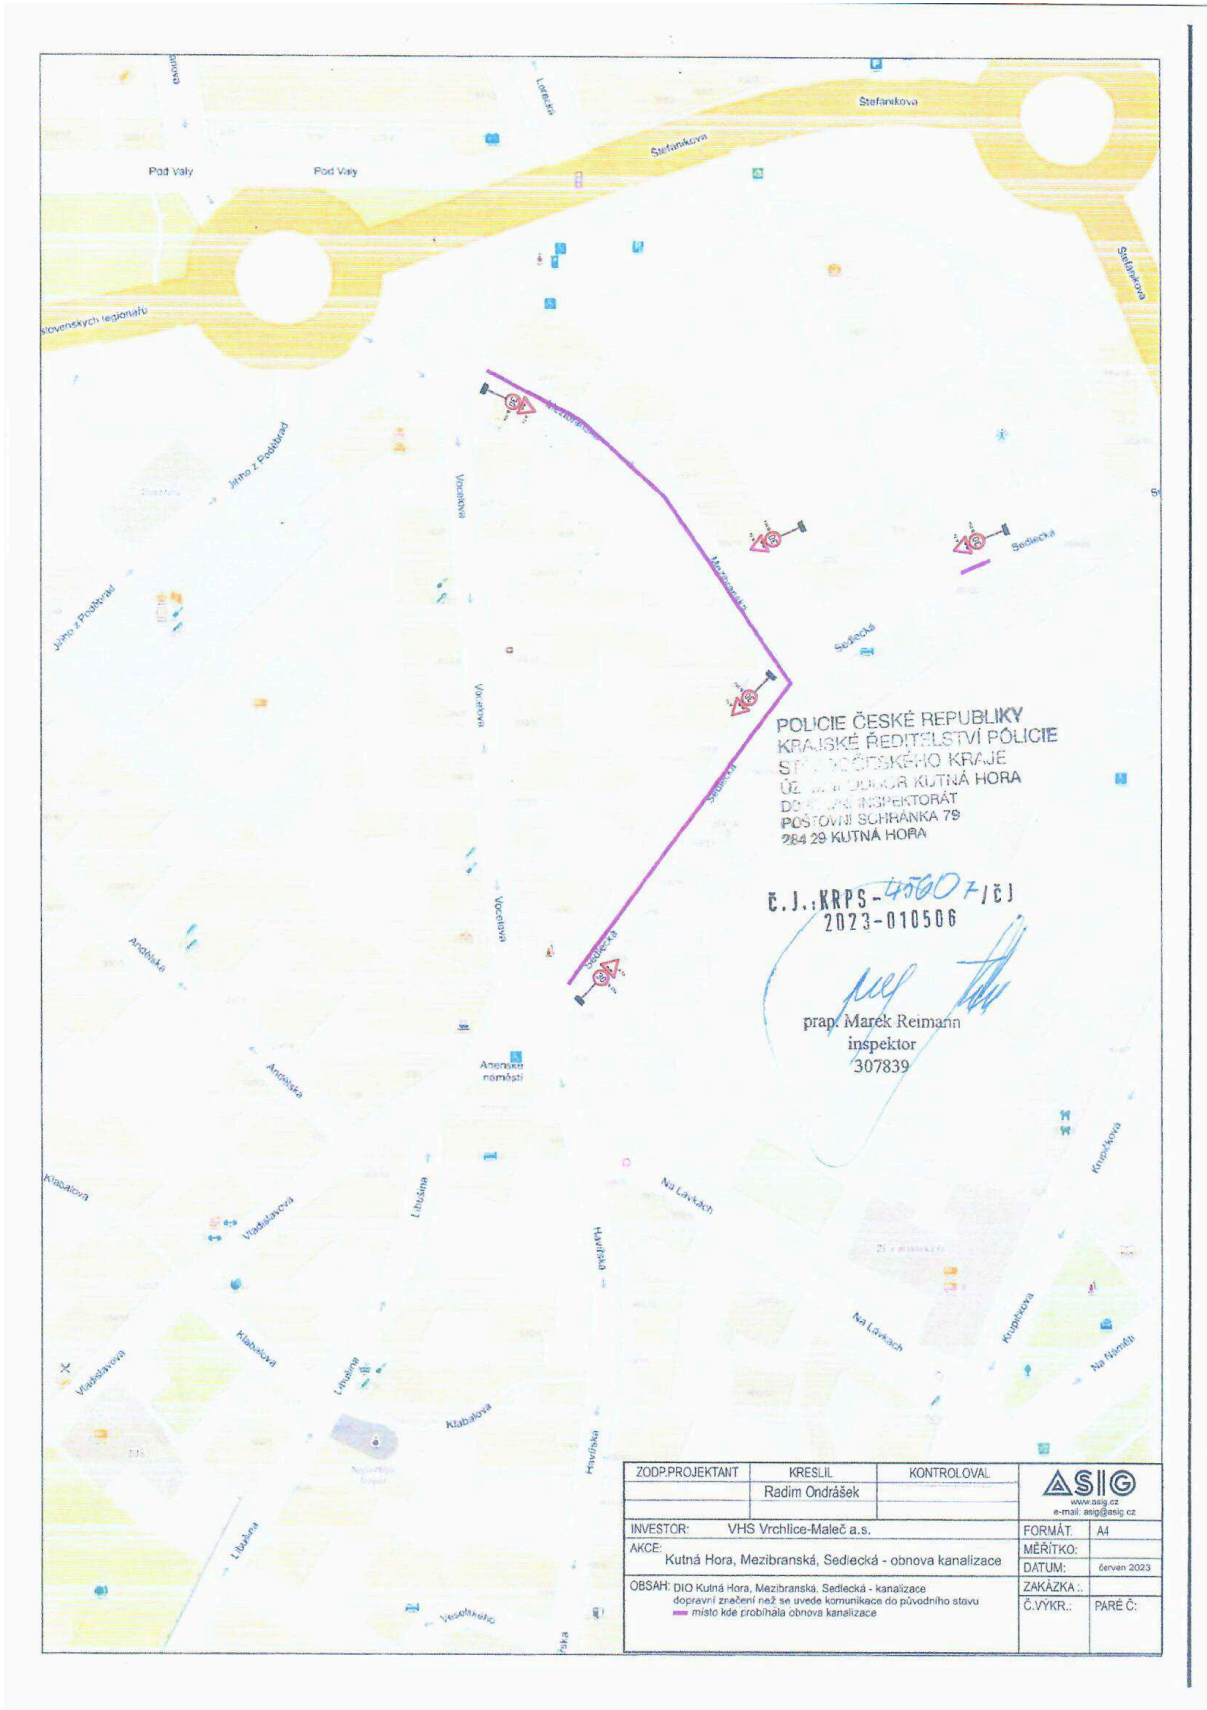 Lorecká
Štefánikova
Štefánikova
Pod Valy
Pod Valy
Štefánikova
slovenských legionářů
Mezibranská
Jiřího z Poděbrad
Vocelova
Sedlecká
Mezibranská
Jiřího z Poděbrad
Sedlecká
Vocelova
POLICIE ČESKÉ REPUBLIKY
KRAJSKÉ ŘEDITELSTVÍ POLICIE
KRAJE
KUTNÁ HORA
INSPEKTORÁT
POŠTOVNÍ SCHRÁNKA 79
284 29 KUTNÁ HORA
Sedlecká
Č.J.:KRPS-45607/ČJ
2023-010506
Vocelova
Andělská
Sedlecká
prap. Marek Reimann
inspektor
307839
Anenské
náměstí
Andělská
Krupičkova
Klabalova
Libušina
Na Lávkách
Vladislavova
Havířská
Krupičkova
Na Lávkách
Klabalova
Na Náměti
Vladislavova
Libušina
Klabalova
Havířská
Libušina
Veselského
ZODP.PROJEKTANT KRESLIL KONTROLOVAL
Radim Ondrášek
ASIG
www.asig.cz
e-mail: asig@asig.cz
INVESTOR: VHS Vrchlice-Maleč a.s.
FORMÁT: A4
AKCE:
Kutná Hora, Mezibranská, Sedlecká - obnova kanalizace
MĚŘÍTKO:
DATUM: červen 2023
OBSAH: DIO Kutná Hora, Mezibranská, Sedlecká - kanalizace
dopravní značení než se uvede komunikace do původního stavu
místo kde probíhala obnova kanalizace
ZAKÁZKA:
Č.VÝKR.: PARÉ Č: